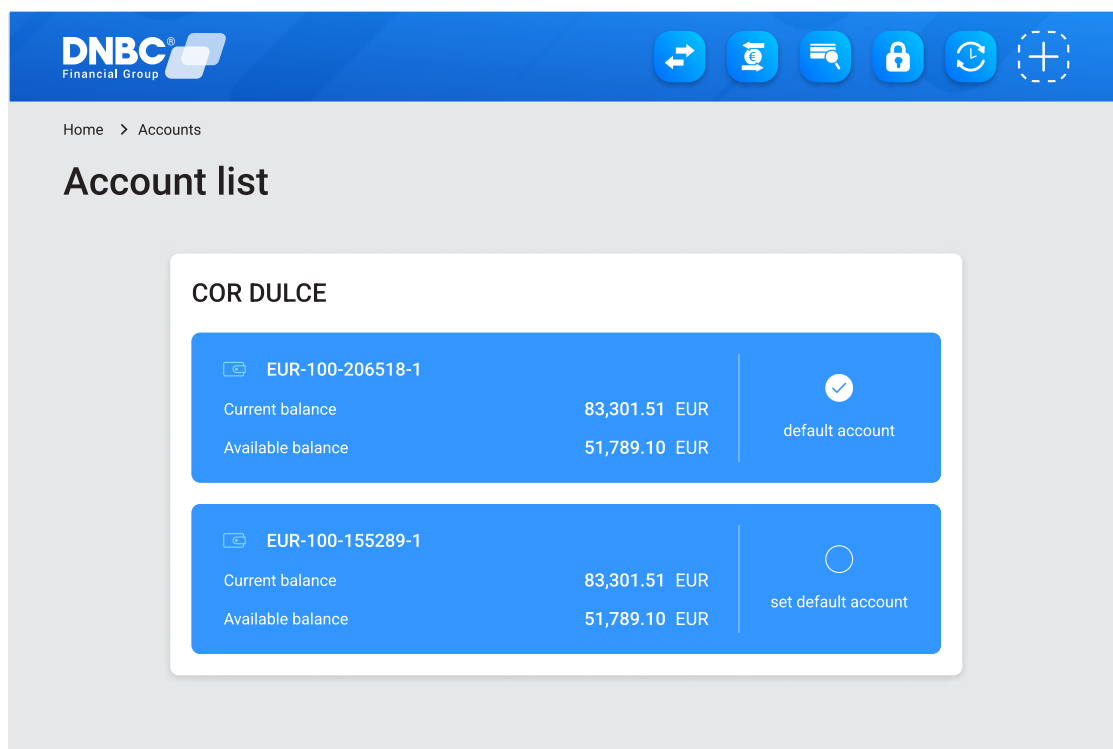 DNBC®
Financial Group
Home > Accounts
Account list
COR DULCE
EUR-100-206518-1
Current balance 83,301.51 EUR
Available balance 51,789.10 EUR
default account
EUR-100-155289-1
Current balance 83,301.51 EUR
Available balance 51,789.10 EUR
set default account